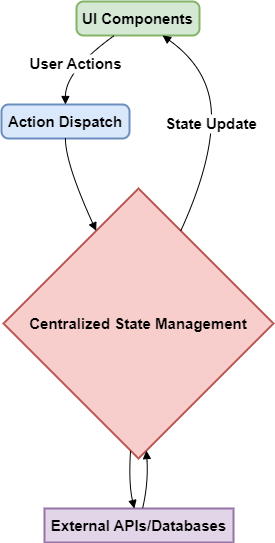 UI Components
User Actions
Action Dispatch
State Update
Centralized State Management
External APIs/Databases